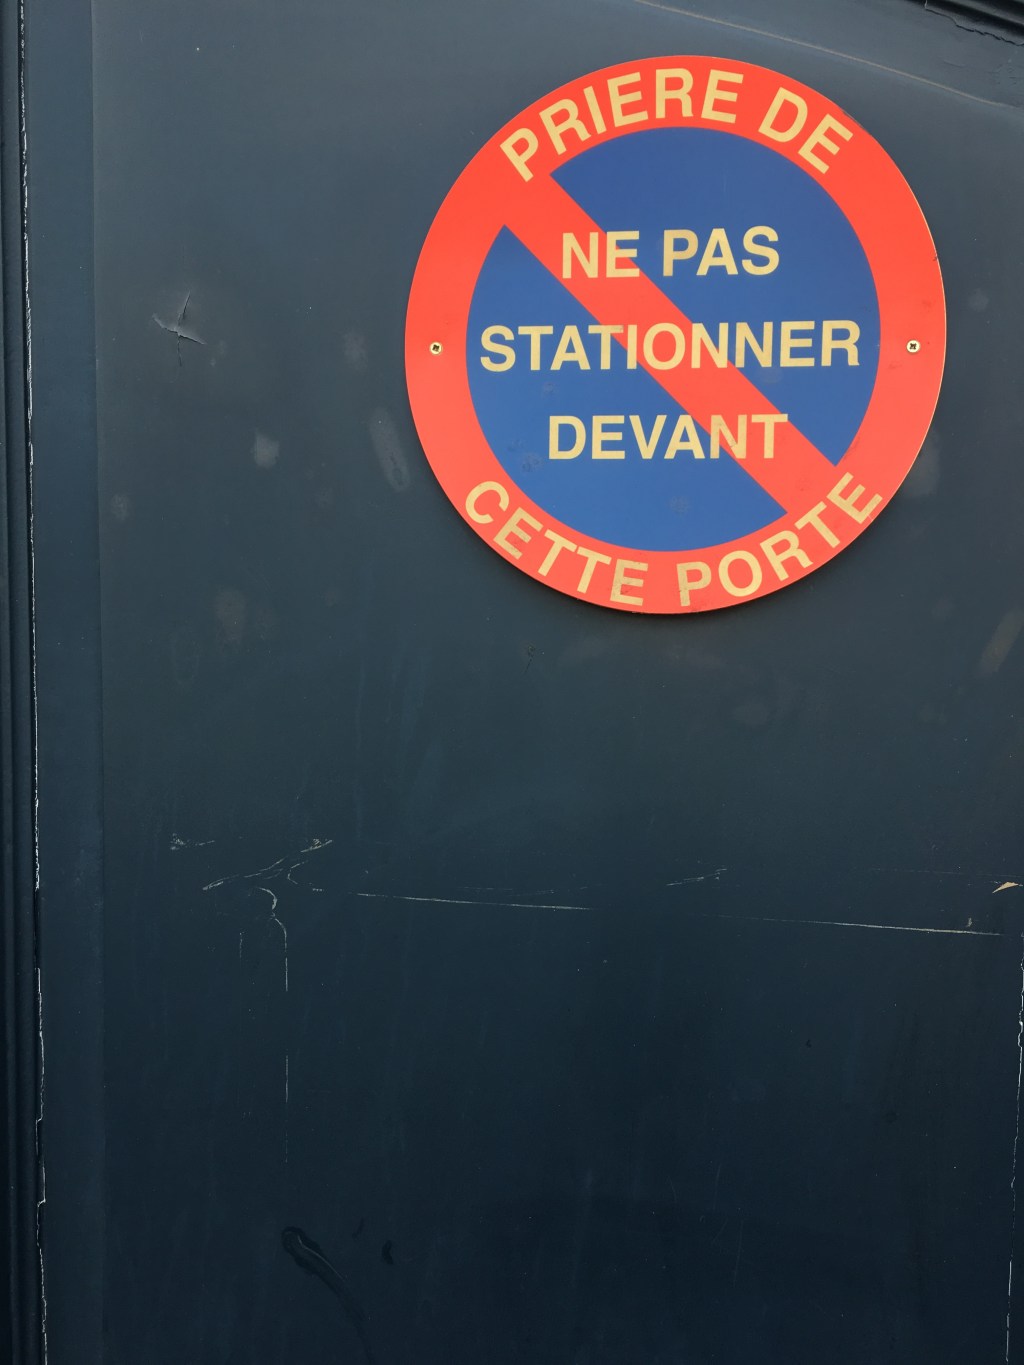 PRIERE DE
NE PAS
STATIONNER
DEVANT
CETTE PORTE